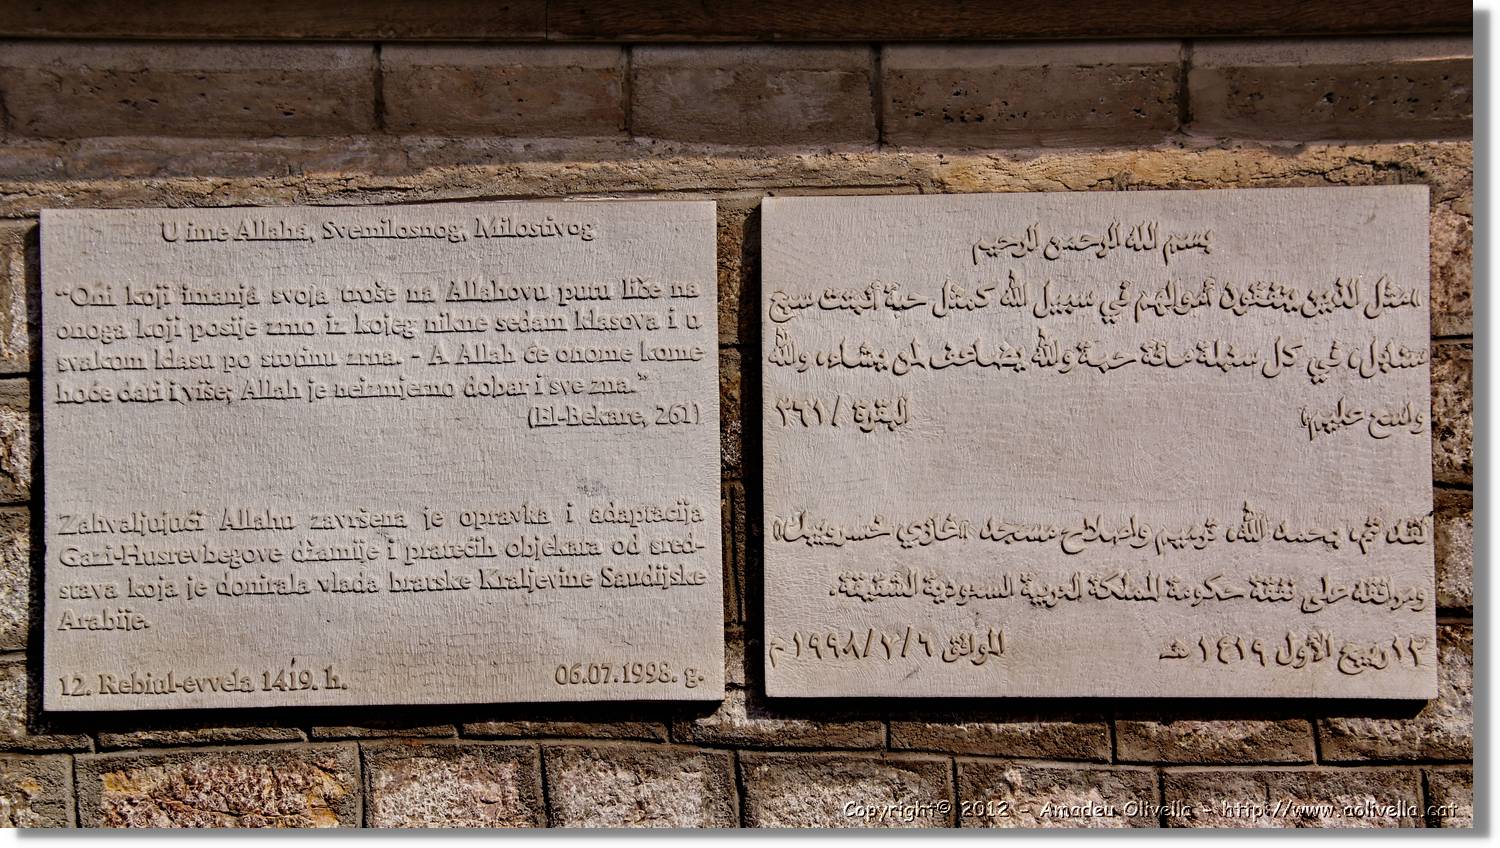 U ime Allaha, Svemilosnog, Milostivog
“Oni koji imanja svoja troše na Allahovu putu liče na
onoga koji posije zrno iz kojeg nikne sedam klasova i u
svakom klasu po stotinu zrna. - A Allah će onome kome
hoće dati i više; Allah je neizmjerno dobar i sve zna.”
(El-Bekare, 261)
Zahvaljujući Allahu završena je opravka i adaptacija
Gazi-Husrevbegove džamije i pratećih objekata od sred-
stava koja je donirala vlada bratske Kraljevine Saudijske
Arabije.
12. Rebiul-evvela 1419. h. 06.07.1998. g.
بسم الله الرحمن الرحيم
«مثل الذين ينفقون أموالهم في سبيل الله كمثل حبة أنبتت سبع
سنابل، في كل سنبلة مائة حبة والله يضاعف لمن يشاء، والله
واسع عليم» البقرة /٢٦١
لقد تم، بحمد الله، ترميم واصلاح مسجد «غازي خسروبيك»
ومرافقه على نفقة حكومة المملكة العربية السعودية الشقيقة.
١٢ ربيع الأول ١٤١٩ هـ الموافق ١٩٩٨/٧/٦ م
Copyright© 2012 - Amadeu Olivella - http://www.aolivella.cat